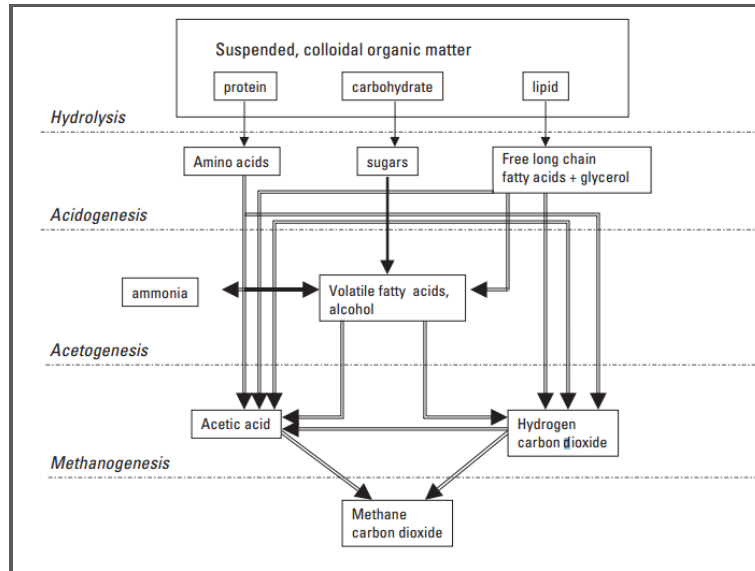 Suspended, colloidal organic matter
protein
carbohydrate
lipid
Hydrolysis
Amino acids
sugars
Free long chain
fatty acids + glycerol
Acidogenesis
ammonia
Volatile fatty acids,
alcohol
Acetogenesis
Acetic acid
Hydrogen
carbon dioxide
Methanogenesis
Methane
carbon dioxide